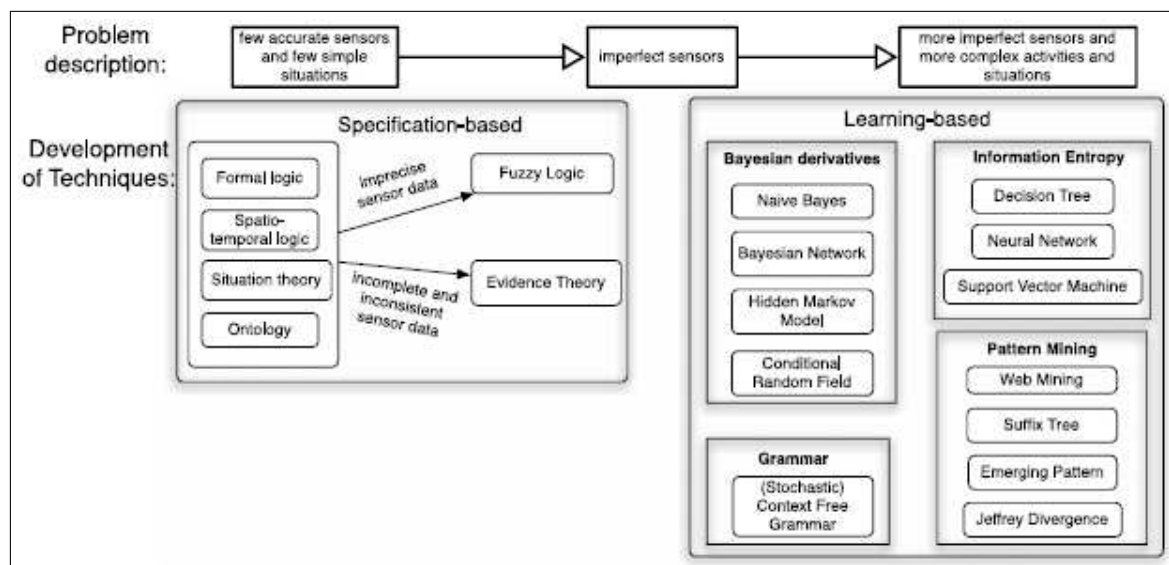 Problem
description:
few accurate sensors
and few simple
situations
imperfect sensors
more imperfect sensors and
more complex activities and
situations
Development
of Techniques:
Specification-based
Formal logic
Spatio-
temporal logic
Situation theory
Ontology
imprecise
sensor data
incomplete and
inconsistent
sensor data
Fuzzy Logic
Evidence Theory
Learning-based
Bayesian derivatives
Naive Bayes
Bayesian Network
Hidden Markov
Model
Conditional
Random Field
Grammar
(Stochastic)
Context Free
Grammar
Information Entropy
Decision Tree
Neural Network
Support Vector Machine
Pattern Mining
Web Mining
Suffix Tree
Emerging Pattern
Jeffrey Divergence